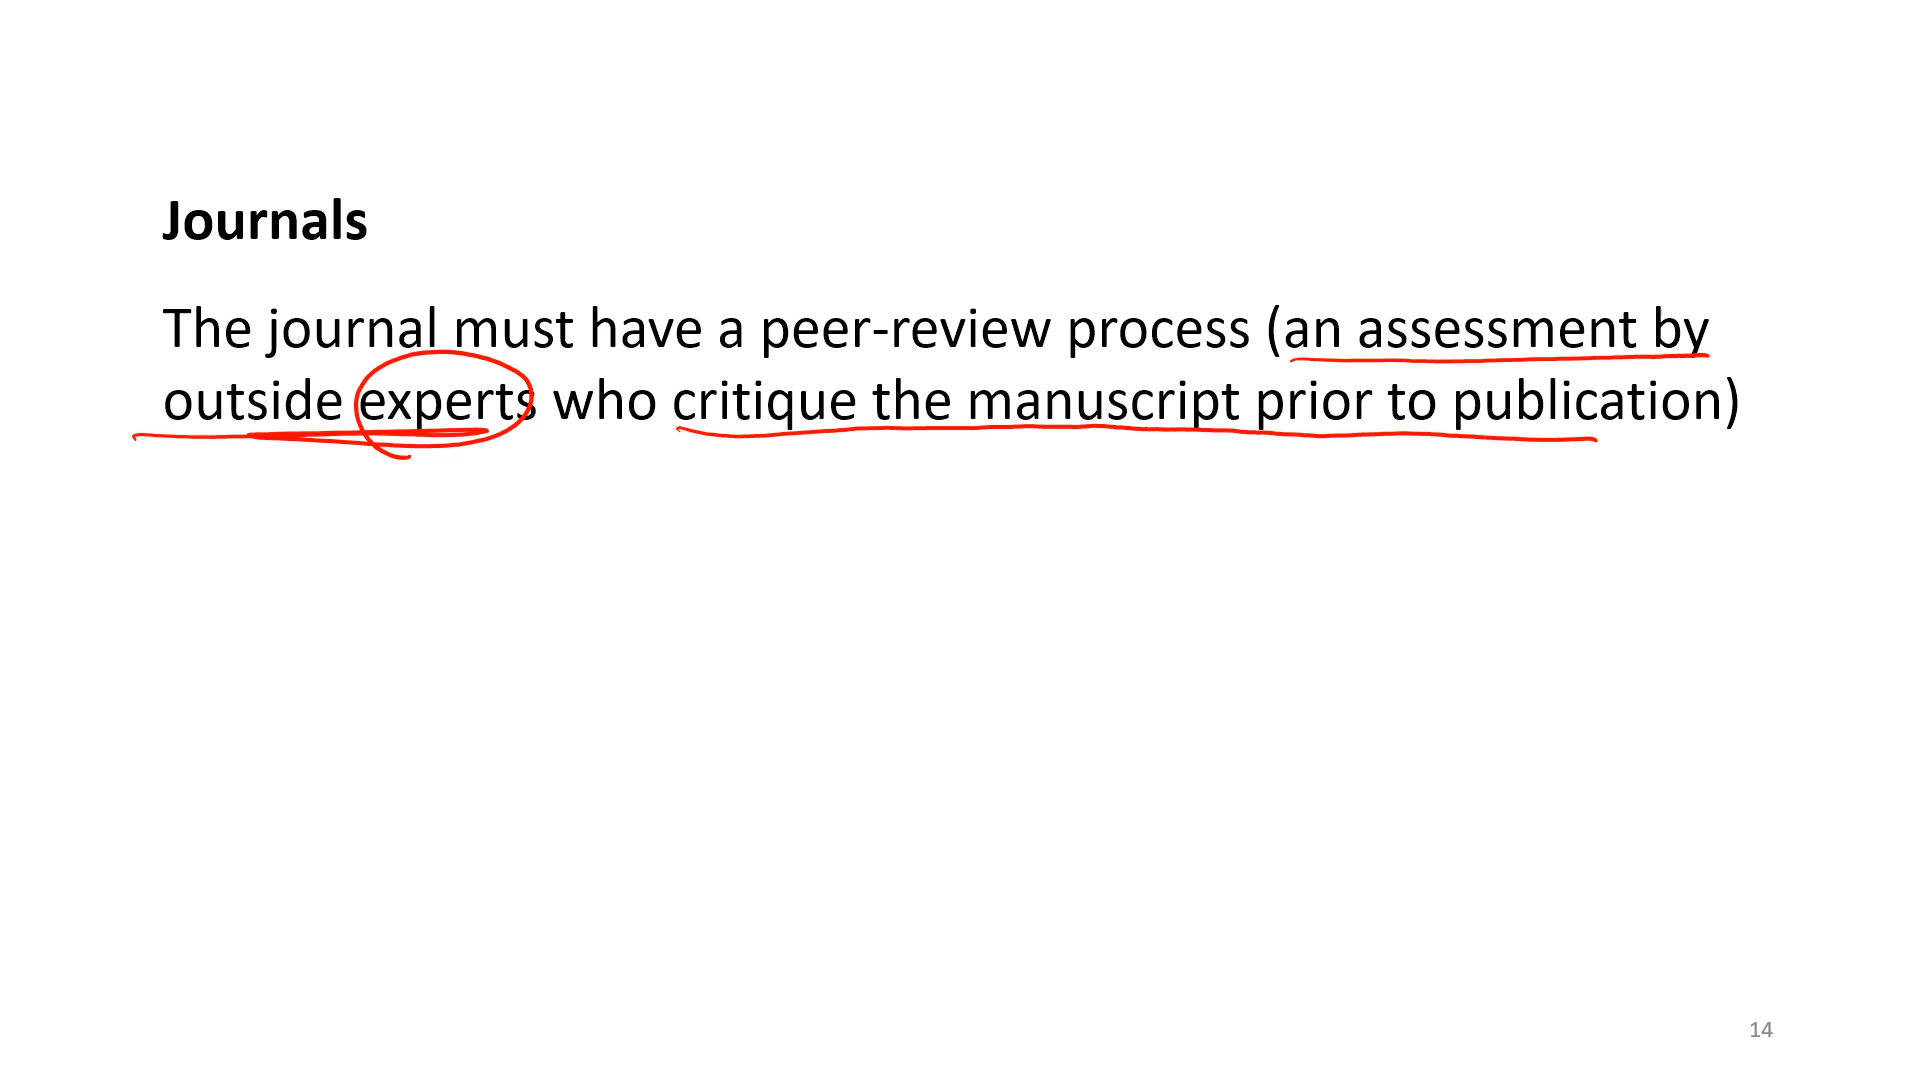 Journals
The journal must have a peer-review process (an assessment by
outside experts who critique the manuscript prior to publication)
14